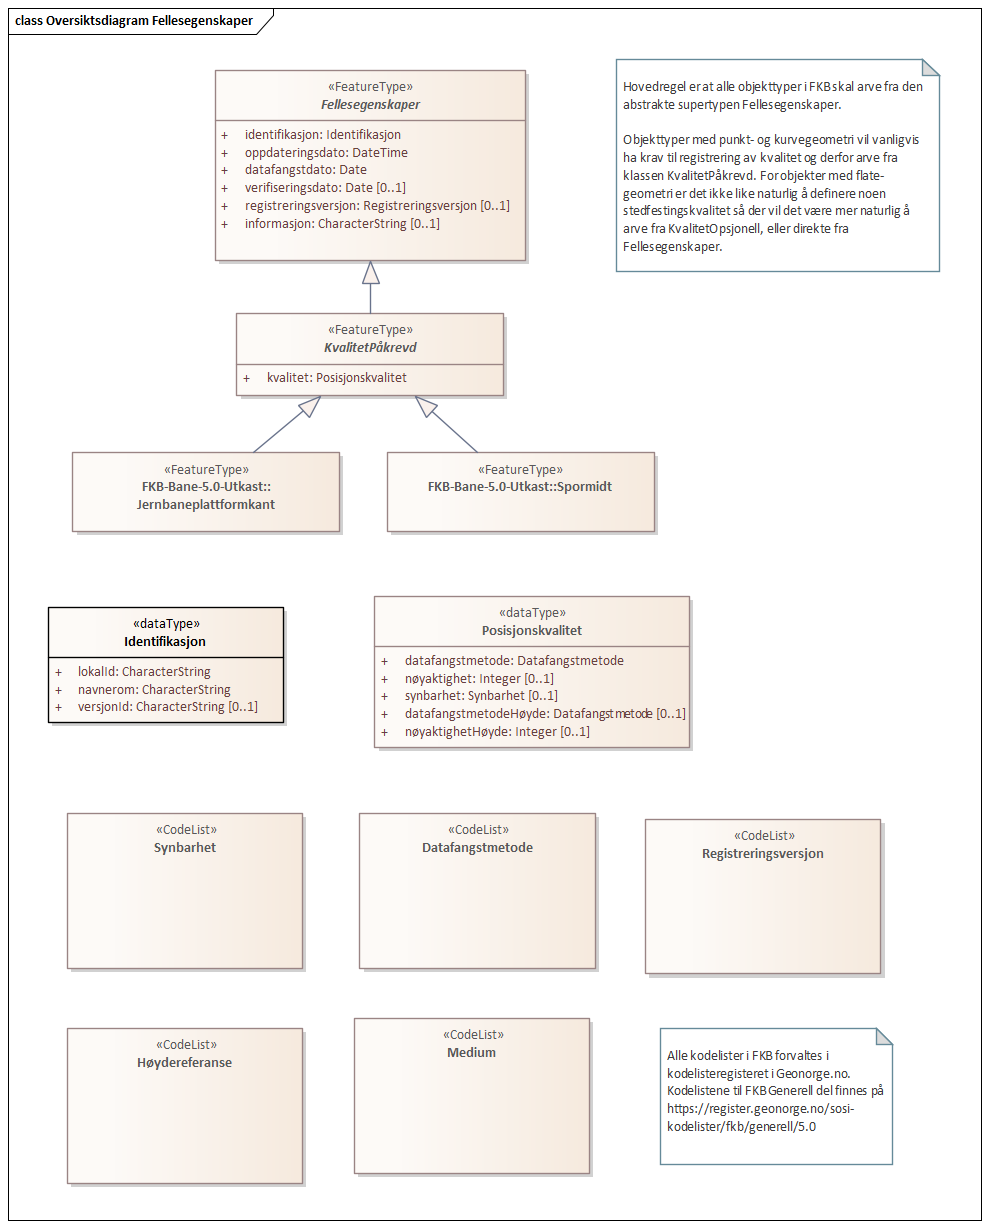 class Oversiktsdiagram Fellesegenskaper
«FeatureType»
Fellesegenskaper
+ identifikasjon: Identifikasjon
+ oppdateringsdato: DateTime
+ datafangstdato: Date
+ verifiseringsdato: Date [0..1]
+ registreringsversjon: Registreringsversjon [0..1]
+ informasjon: CharacterString [0..1]
Hovedregel er at alle objekttyper i FKB skal arve fra den
abstrakte supertypen Fellesegenskaper.
Objekttyper med punkt- og kurvegeometri vil vanligvis
ha krav til registrering av kvalitet og derfor arve fra
klassen KvalitetPåkrevd. For objekter med flate-
geometri er det ikke like naturlig å definere noen
stedfestingskvalitet så der vil det være mer naturlig å
arve fra KvalitetOpsjonell, eller direkte fra
Fellesegenskaper.
«FeatureType»
KvalitetPåkrevd
+ kvalitet: Posisjonskvalitet
«FeatureType»
FKB-Bane-5.0-Utkast::
Jernbaneplattformkant
«FeatureType»
FKB-Bane-5.0-Utkast::Spormidt
«dataType»
Identifikasjon
+ lokalId: CharacterString
+ navnerom: CharacterString
+ versjonId: CharacterString [0..1]
«dataType»
Posisjonskvalitet
+ datafangstmetode: Datafangstmetode
+ nøyaktighet: Integer [0..1]
+ synbarhet: Synbarhet [0..1]
+ datafangstmetodeHøyde: Datafangstmetode [0..1]
+ nøyaktighetHøyde: Integer [0..1]
«CodeList»
Synbarhet
«CodeList»
Datafangstmetode
«CodeList»
Registreringsversjon
«CodeList»
Høydereferanse
«CodeList»
Medium
Alle kodelister i FKB forvaltes i
kodelisteregisteret i Geonorge.no.
Kodelistene til FKB Generell del finnes på
https://register.geonorge.no/sosi-
kodelister/fkb/generell/5.0